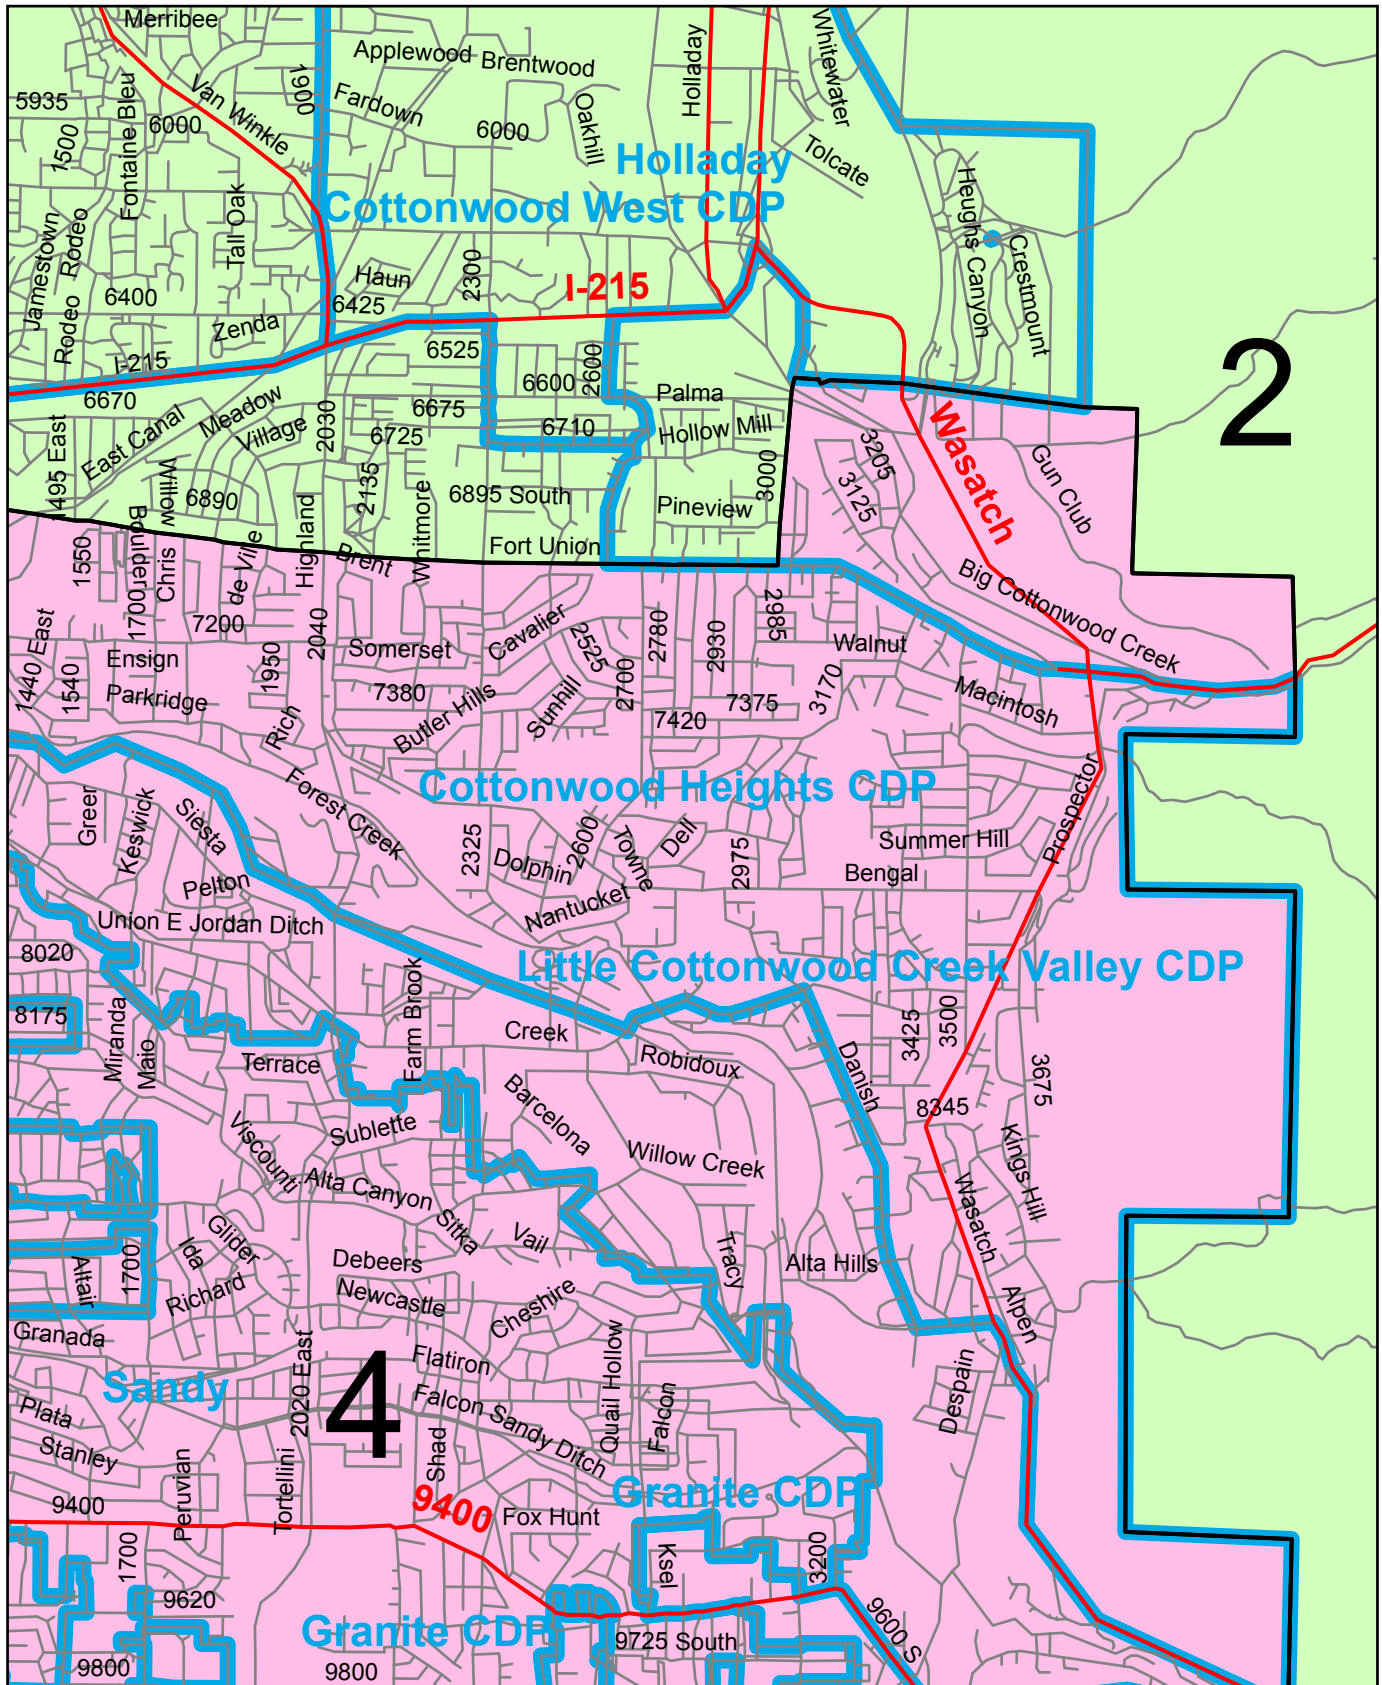 Merribee
Applewood
Brentwood
Holladay
Whitewater
5935
1500
Fontaine Bleu
6000
Van Winkle
1900
Fardown
6000
Oakhill
Tolcate
Holladay
Cottonwood West CDP
Heughs Canyon
Crestmount
Jamestown
Rodeo
Rodeo
Tall Oak
6400
Zenda
Haun
6425
2300
I-215
I-215
6525
6600
2600
Palma
2
6670
East Canal
Meadow
Village
2030
6675
6725
6710
Hollow Mill
Wasatch
3205
3125
Gun Club
1495 East
Willow
6890
2135
Whitmore
6895 South
Pineview
3000
Highland
Fort Union
Brent
1550
Boulder
1700
Chris
de Ville
7200
2040
Big Cottonwood Creek
1440 East
1540
Ensign
Parkridge
1950
Rich
Somerset
7380
Butler Hills
Cavalier
2525
Sunhill
2700
2780
2930
2985
7420
7375
3170
Walnut
Macintosh
Cottonwood Heights CDP
Prospector
Greer
Keswick
Siesta
Forest Creek
Pelton
2325
Dolphin
2600
Towne
Dell
2975
Summer Hill
Bengal
Nantucket
Union E Jordan Ditch
8020
Little Cottonwood Creek Valley CDP
8175
Miranda
Maio
Terrace
Farm Brook
Creek
Robidoux
Danish
3425
3500
3675
8345
Viscounti
Sublette
Barcelona
Willow Creek
Kings Hill
Wasatch
Alta Canyon
Sitka
Vail
Tracy
Alta Hills
Alpen
Altair
1700
Ida
Glider
Richard
Debeers
Newcastle
Cheshire
Granada
2020 East
4
Flatiron
Quail Hollow
Falcon
Despain
Sandy
Plata
Stanley
Falcon
Sandy Ditch
Shad
Granite CDP
9400
Peruvian
Tortellini
9400
Fox Hunt
Ksel
3200
1700
9620
Granite CDP
9725 South
9600 S
9800
9800